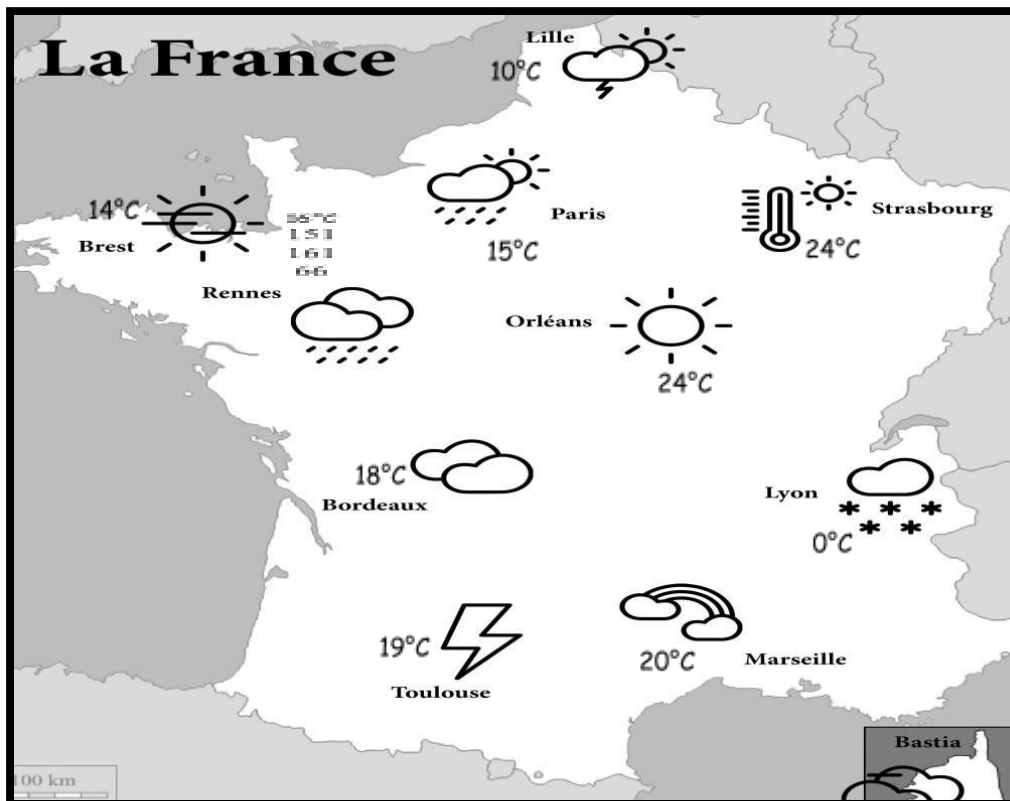 La France
Lille
10°C
14°C
Brest
Paris
15°C
Strasbourg
24°C
Rennes
Orléans
24°C
18°C
Bordeaux
Lyon
0°C
19°C
Toulouse
20°C
Marseille
Bastia
100 km